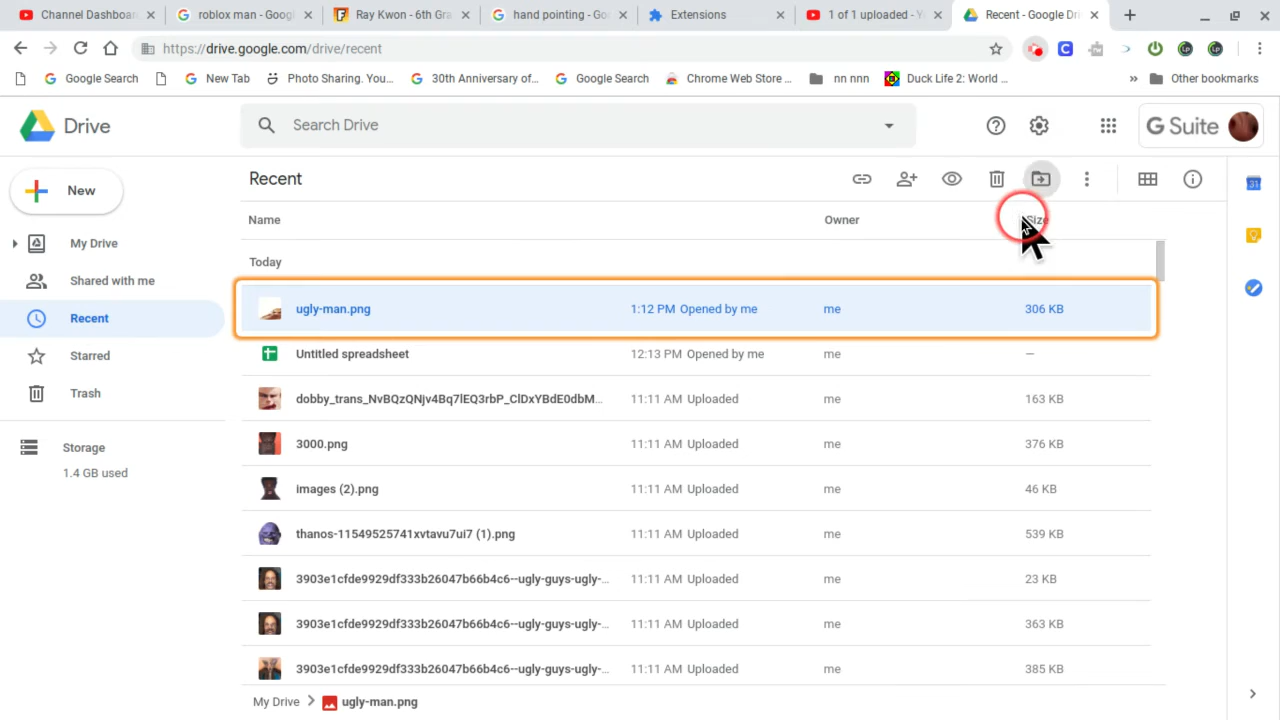 Channel Dashboar
roblox man - Goog
Ray Kwon - 6th Gra
hand pointing - Go
Extensions
1 of 1 uploaded - Y
Recent - Google Dri
https://drive.google.com/drive/recent
Google Search
New Tab
Photo Sharing. You...
30th Anniversary of...
Google Search
Chrome Web Store ...
nn nnn
Duck Life 2: World ...
» Other bookmarks
Drive
Search Drive
G Suite
New
Recent
Name Owner Size
My Drive
Shared with me
Recent
Starred
Trash
Storage
1.4 GB used
Today
ugly-man.png 1:12 PM Opened by me me 306 KB
Untitled spreadsheet 12:13 PM Opened by me me —
dobby_trans_NvBQzQNjv4Bq7lEQ3rbP_ClDxYBdE0dbM... 11:11 AM Uploaded me 163 KB
3000.png 11:11 AM Uploaded me 376 KB
images (2).png 11:11 AM Uploaded me 46 KB
thanos-11549525741xvtavu7ui7 (1).png 11:11 AM Uploaded me 539 KB
3903e1cfde9929df333b26047b66b4c6--ugly-guys-ugly-... 11:11 AM Uploaded me 23 KB
3903e1cfde9929df333b26047b66b4c6--ugly-guys-ugly-... 11:11 AM Uploaded me 363 KB
3903e1cfde9929df333b26047b66b4c6--ugly-guys-ugly-... 11:11 AM Uploaded me 385 KB
My Drive > ugly-man.png